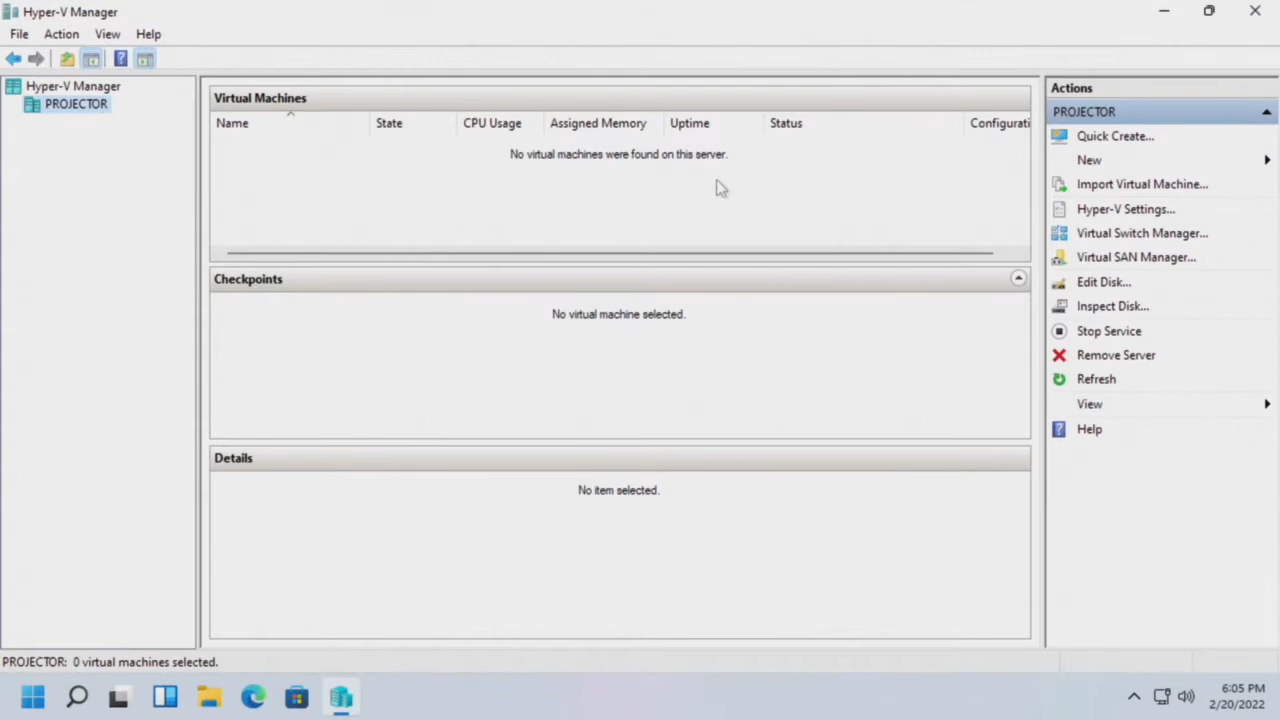 Hyper-V Manager
File Action View Help
Hyper-V Manager
PROJECTOR
Virtual Machines
Name State CPU Usage Assigned Memory Uptime Status Configurati
No virtual machines were found on this server.
Checkpoints
No virtual machine selected.
Details
No item selected.
Actions
PROJECTOR
Quick Create...
New
Import Virtual Machine...
Hyper-V Settings...
Virtual Switch Manager...
Virtual SAN Manager...
Edit Disk...
Inspect Disk...
Stop Service
Remove Server
Refresh
View
Help
PROJECTOR: 0 virtual machines selected.
6:05 PM
2/20/2022